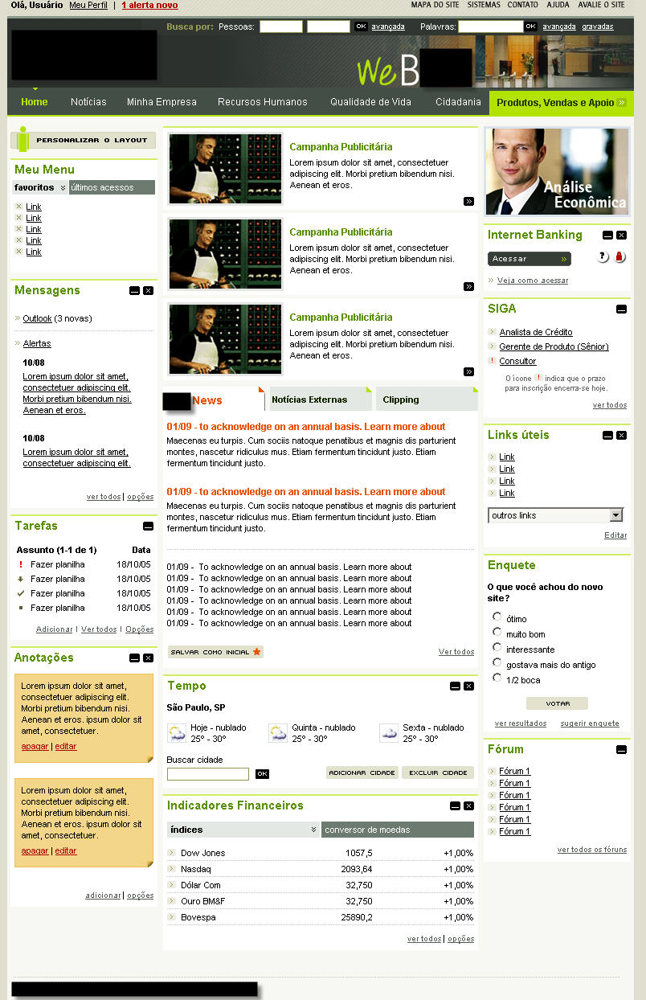 Olá, Usuário Meu Perfil | 1 alerta novo
MAPA DO SITE SISTEMAS CONTATO AJUDA AVALIE O SITE
Busca por: Pessoas: OK avançada Palavras: OK avançada gravadas
We B
Home Notícias Minha Empresa Recursos Humanos Qualidade de Vida Cidadania Produtos, Vendas e Apoio »
PERSONALIZAR O LAYOUT
Meu Menu
favoritos últimos acessos
Link
Link
Link
Link
Link
Mensagens
» Outlook (3 novas)
» Alertas
10/08
Lorem ipsum dolor sit amet,
consectetuer adipiscing elit.
Morbi pretium bibendum nisi.
Aenean et eros.
10/08
Lorem ipsum dolor sit amet,
consectetuer adipiscing elit.
ver todos | opções
Tarefas
Assunto (1-1 de 1) Data
! Fazer planilha 18/10/05
Fazer planilha 18/10/05
Fazer planilha 18/10/05
Fazer planilha 18/10/05
Adicionar | Ver todos | Opções
Anotações
Lorem ipsum dolor sit amet,
consectetuer adipiscing elit.
Morbi pretium bibendum nisi.
Aenean et eros. ipsum dolor sit
amet, consectetuer.
apagar | editar
Lorem ipsum dolor sit amet,
consectetuer adipiscing elit.
Morbi pretium bibendum nisi.
Aenean et eros. ipsum dolor sit
amet, consectetuer.
apagar | editar
adicionar | opções
Campanha Publicitária
Lorem ipsum dolor sit amet, consectetuer
adipiscing elit. Morbi pretium bibendum nisi.
Aenean et eros.
»
Campanha Publicitária
Lorem ipsum dolor sit amet, consectetuer
adipiscing elit. Morbi pretium bibendum nisi.
Aenean et eros.
»
Campanha Publicitária
Lorem ipsum dolor sit amet, consectetuer
adipiscing elit. Morbi pretium bibendum nisi.
Aenean et eros.
»
News Notícias Externas Clipping
01/09 - to acknowledge on an annual basis. Learn more about
Maecenas eu turpis. Cum sociis natoque penatibus et magnis dis parturient
montes, nascetur ridiculus mus. Etiam fermentum tincidunt justo. Etiam
fermentum tincidunt justo.
01/09 - to acknowledge on an annual basis. Learn more about
Maecenas eu turpis. Cum sociis natoque penatibus et magnis dis parturient
montes, nascetur ridiculus mus. Etiam fermentum tincidunt justo. Etiam
fermentum tincidunt justo.
01/09 - To acknowledge on an annual basis. Learn more about
01/09 - To acknowledge on an annual basis. Learn more about
01/09 - To acknowledge on an annual basis. Learn more about
01/09 - To acknowledge on an annual basis. Learn more about
01/09 - To acknowledge on an annual basis. Learn more about
01/09 - To acknowledge on an annual basis. Learn more about
SALVAR COMO INICIAL Ver todos
Tempo
São Paulo, SP
Hoje - nublado
25° - 30°
Quinta - nublado
25° - 30°
Sexta - nublado
25° - 30°
Buscar cidade
OK ADICIONAR CIDADE EXCLUIR CIDADE
Indicadores Financeiros
índices conversor de moedas
Dow Jones 1057,5 +1,00%
Nasdaq 2093,64 +1,00%
Dólar Com 32,750 +1,00%
Ouro BM&F 32,750 +1,00%
Bovespa 25890,2 +1,00%
ver todos | opções
Análise
Econômica
Internet Banking
Acessar » ?
» Veja como acessar
SIGA
Analista de Crédito
Gerente de Produto (Sênior)
! Consultor
O ícone ! indica que o prazo
para inscrição encerra-se hoje.
ver todos
Links úteis
Link
Link
Link
Link
outros links
Editar
Enquete
O que você achou do novo
site?
ótimo
muito bom
interessante
gostava mais do antigo
1/2 boca
VOTAR
ver resultados sugerir enquete
Fórum
Fórum 1
Fórum 1
Fórum 1
Fórum 1
Fórum 1
Fórum 1
ver todos os fóruns